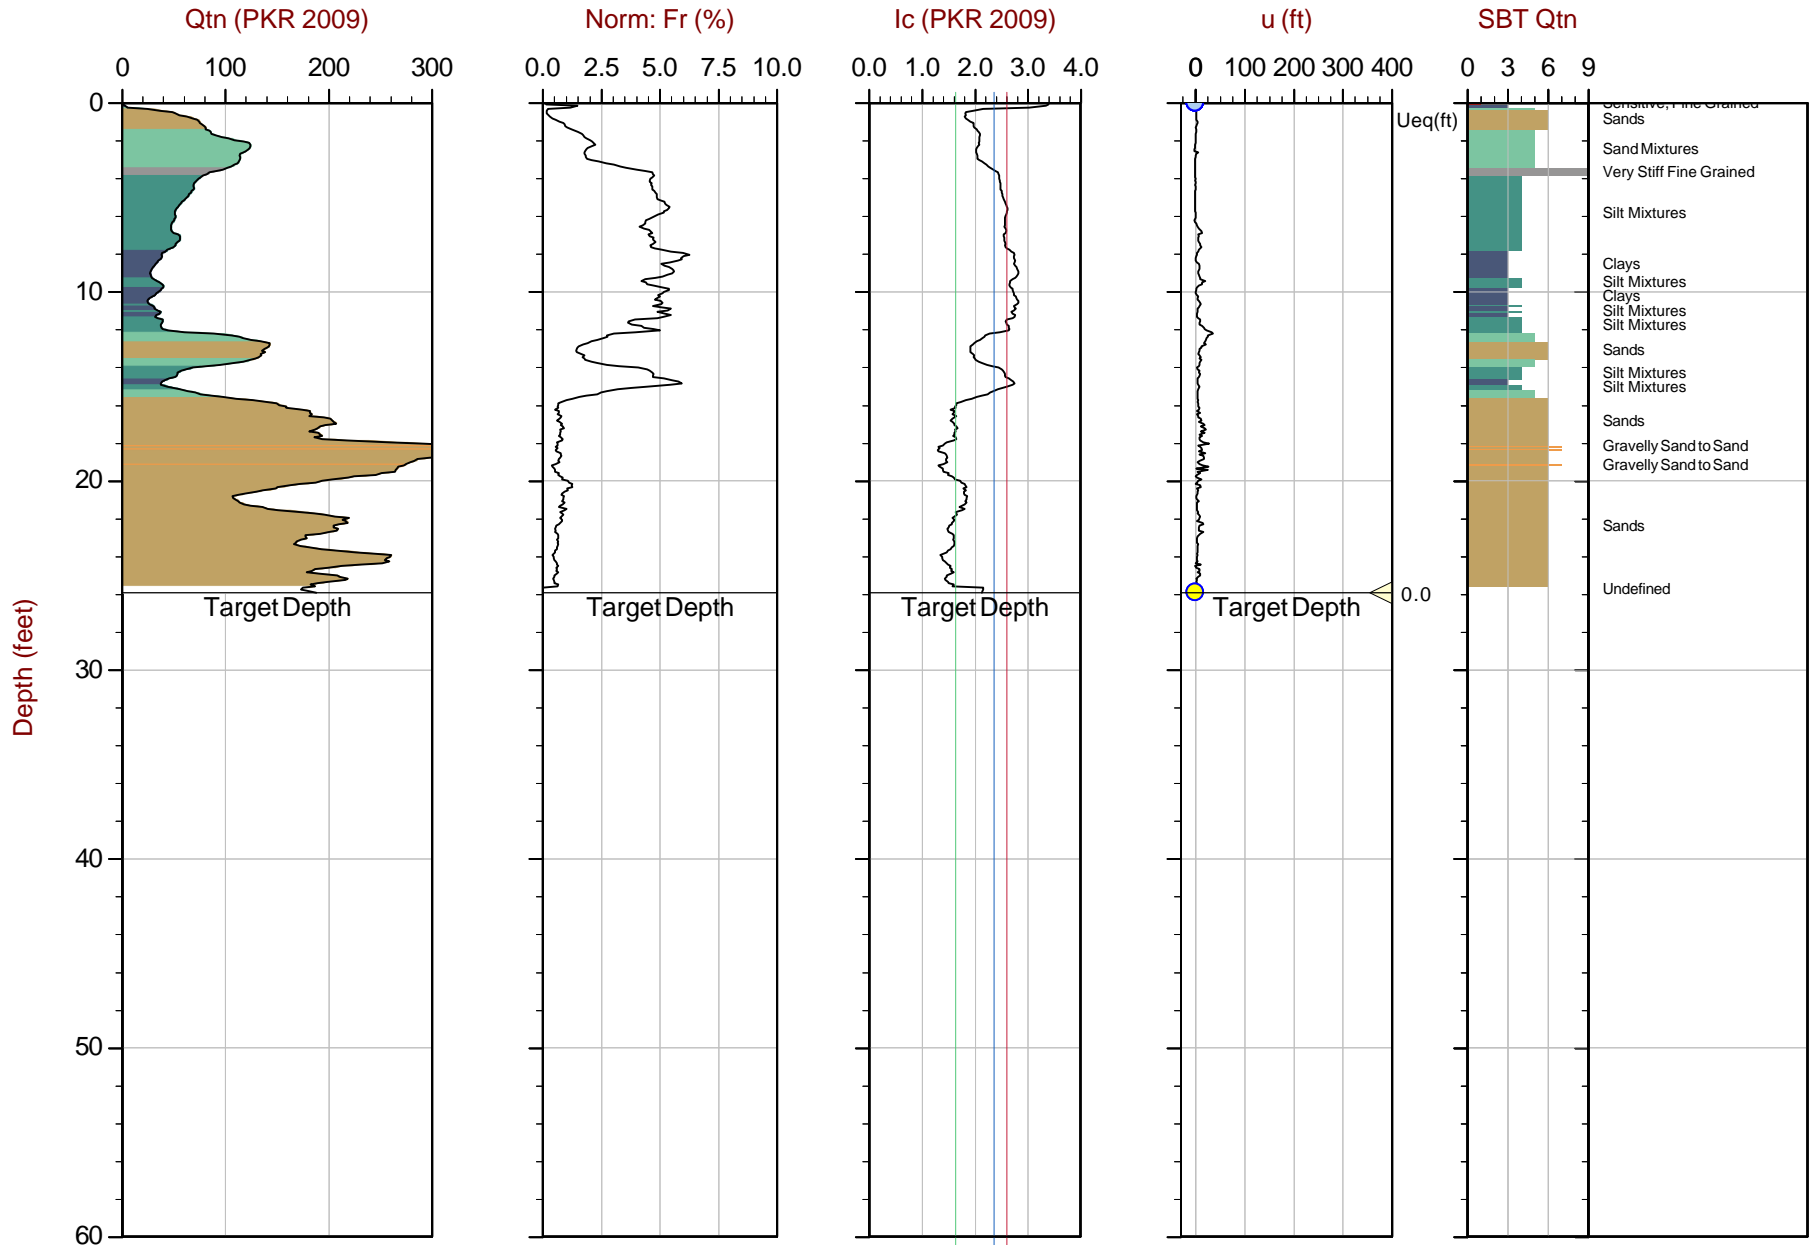 Qtn (PKR 2009) Norm: Fr (%) Ic (PKR 2009) u (ft) SBT Qtn
0 100 200 300 0.0 2.5 5.0 7.5 10.0 0.0 1.0 2.0 3.0 4.0 0 100 200 300 400 0 3 6 9
0
Sensitive, Fine Grained
Ueq(ft)
Sands
Sand Mixtures
Very Stiff Fine Grained
Silt Mixtures
Clays
Silt Mixtures
10
Clays
Silt Mixtures
Silt Mixtures
Sands
Silt Mixtures
Silt Mixtures
Sands
Gravelly Sand to Sand
Gravelly Sand to Sand
20
Sands
Undefined
0.0
Target Depth Target Depth Target Depth Target Depth
30
Depth (feet)
40
50
60